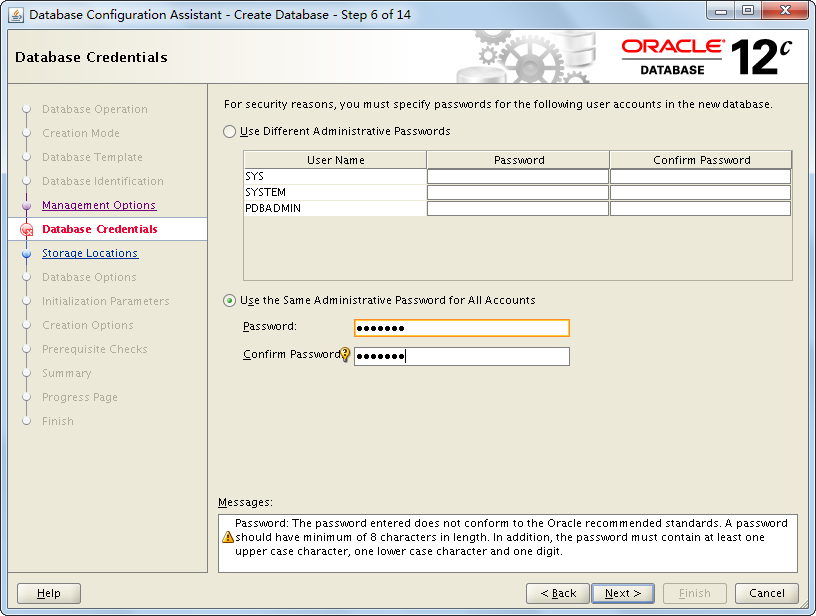 Database Configuration Assistant - Create Database - Step 6 of 14
Database Credentials
ORACLE
DATABASE
12c
Database Operation
Creation Mode
Database Template
Database Identification
Management Options
Database Credentials
Storage Locations
Database Options
Initialization Parameters
Creation Options
Prerequisite Checks
Summary
Progress Page
Finish
For security reasons, you must specify passwords for the following user accounts in the new database.
Use Different Administrative Passwords
User Name Password Confirm Password
SYS
SYSTEM
PDBADMIN
Use the Same Administrative Password for All Accounts
Password: •••••••
Confirm Password •••••••
Messages:
Password: The password entered does not conform to the Oracle recommended standards. A password
should have minimum of 8 characters in length. In addition, the password must contain at least one
upper case character, one lower case character and one digit.
Help < Back Next > Finish Cancel